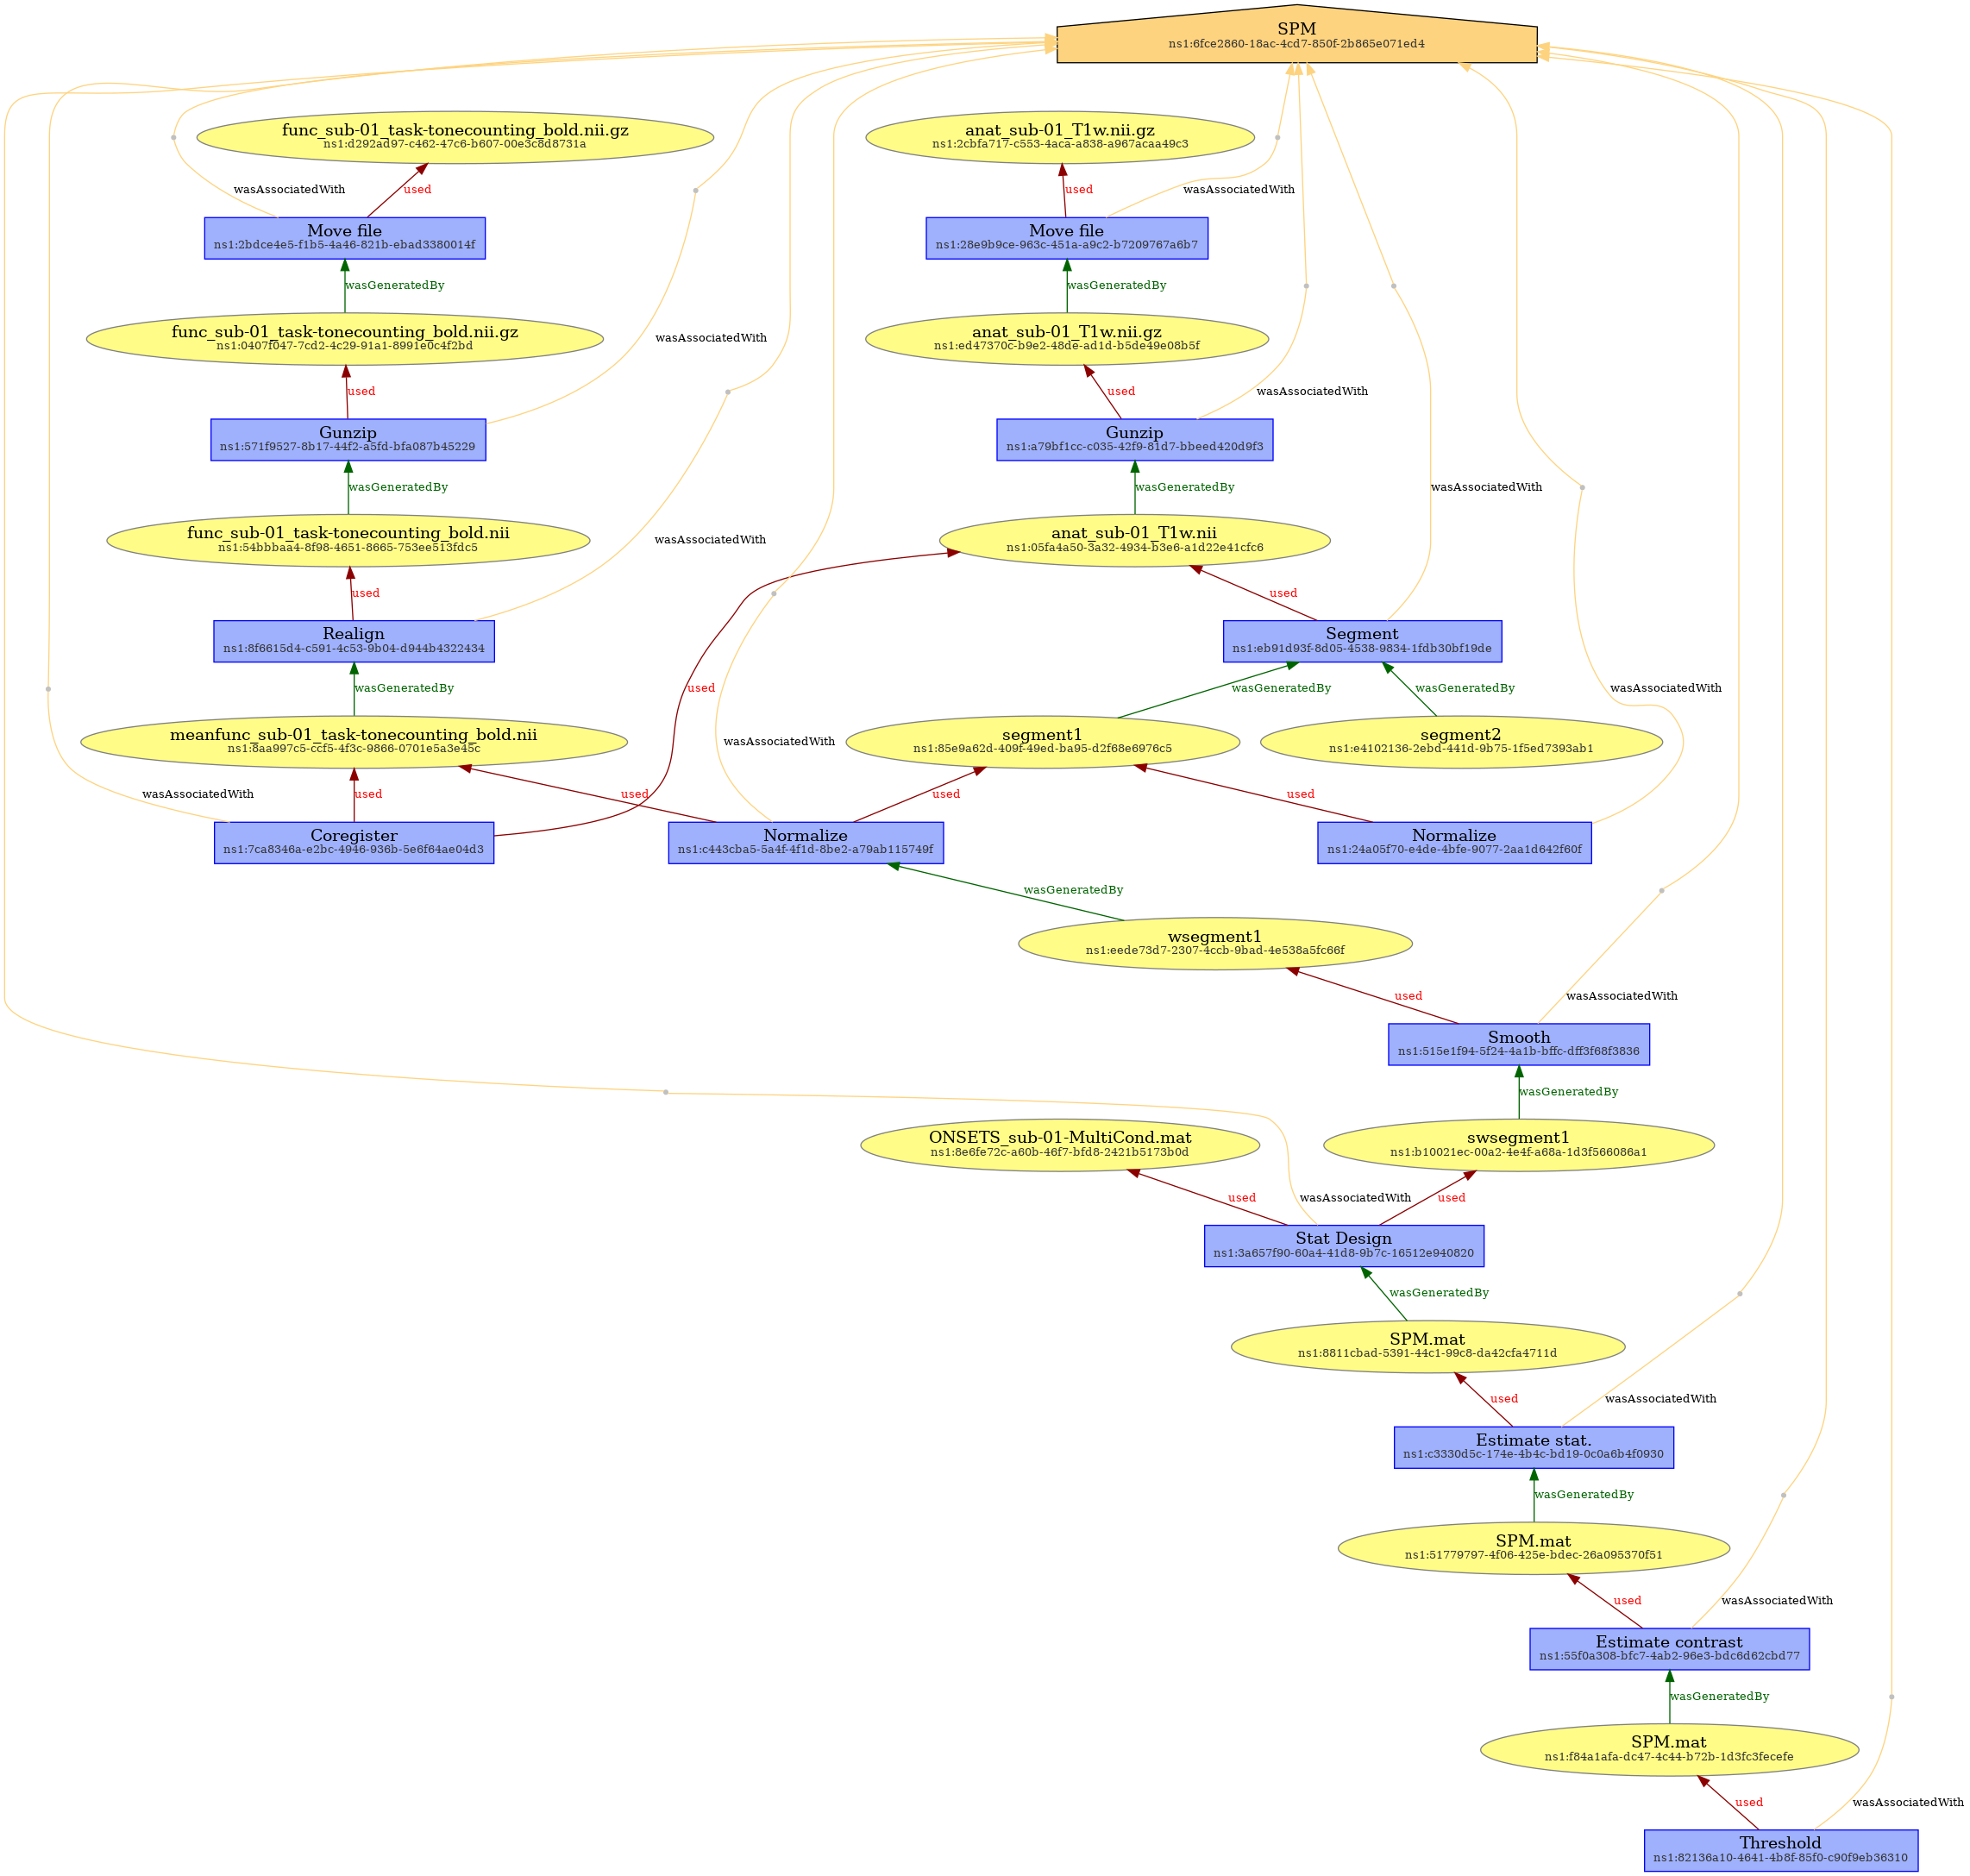 SPM
ns1:6fce2860-18ac-4cd7-850f-2b865e071ed4
func_sub-01_task-tonecounting_bold.nii.gz
ns1:d292ad97-c462-47c6-b607-00e3c8d8731a
anat_sub-01_T1w.nii.gz
ns1:2cbfa717-c553-4aca-a838-a967acaa49c3
wasAssociatedWith
used
used
wasAssociatedWith
Move file
ns1:2bdce4e5-f1b5-4a46-821b-ebad3380014f
Move file
ns1:28e9b9ce-963c-451a-a9c2-b7209767a6b7
wasGeneratedBy
wasGeneratedBy
func_sub-01_task-tonecounting_bold.nii.gz
ns1:0407f047-7cd2-4c29-91a1-8991e0c4f2bd
anat_sub-01_T1w.nii.gz
ns1:ed47370c-b9e2-48de-ad1d-b5de49e08b5f
wasAssociatedWith
used
used
wasAssociatedWith
Gunzip
ns1:571f9527-8b17-44f2-a5fd-bfa087b45229
Gunzip
ns1:a79bf1cc-c035-42f9-81d7-bbeed420d9f3
wasGeneratedBy
wasGeneratedBy
wasAssociatedWith
func_sub-01_task-tonecounting_bold.nii
ns1:54bbbaa4-8f98-4651-8665-753ee513fdc5
wasAssociatedWith
anat_sub-01_T1w.nii
ns1:05fa4a50-3a32-4934-b3e6-a1d22e41cfc6
used
used
Realign
ns1:8f6615d4-c591-4c53-9b04-d944b4322434
Segment
ns1:eb91d93f-8d05-4538-9834-1fdb30bf19de
wasGeneratedBy
used
wasGeneratedBy
wasGeneratedBy
wasAssociatedWith
meanfunc_sub-01_task-tonecounting_bold.nii
ns1:8aa997c5-ccf5-4f3c-9866-0701e5a3e45c
wasAssociatedWith
segment1
ns1:85e9a62d-409f-49ed-ba95-d2f68e6976c5
segment2
ns1:e4102136-2ebd-441d-9b75-1f5ed7393ab1
wasAssociatedWith
used
used
used
used
Coregister
ns1:7ca8346a-e2bc-4946-936b-5e6f64ae04d3
Normalize
ns1:c443cba5-5a4f-4f1d-8be2-a79ab115749f
Normalize
ns1:24a05f70-e4de-4bfe-9077-2aa1d642f60f
wasGeneratedBy
wsegment1
ns1:eede73d7-2307-4ccb-9bad-4e538a5fc66f
used
wasAssociatedWith
Smooth
ns1:515e1f94-5f24-4a1b-bffc-dff3f68f3836
wasGeneratedBy
ONSETS_sub-01-MultiCond.mat
ns1:8e6fe72c-a60b-46f7-bfd8-2421b5173b0d
swsegment1
ns1:b10021ec-00a2-4e4f-a68a-1d3f566086a1
used
wasAssociatedWith
used
Stat Design
ns1:3a657f90-60a4-41d8-9b7c-16512e940820
wasGeneratedBy
SPM.mat
ns1:8811cbad-5391-44c1-99c8-da42cfa4711d
used
wasAssociatedWith
Estimate stat.
ns1:c3330d5c-174e-4b4c-bd19-0c0a6b4f0930
wasGeneratedBy
SPM.mat
ns1:51779797-4f06-425e-bdec-26a095370f51
used
wasAssociatedWith
Estimate contrast
ns1:55f0a308-bfc7-4ab2-96e3-bdc6d62cbd77
wasGeneratedBy
SPM.mat
ns1:f84a1afa-dc47-4c44-b72b-1d3fc3fecefe
used
wasAssociatedWith
Threshold
ns1:82136a10-4641-4b8f-85f0-c90f9eb36310